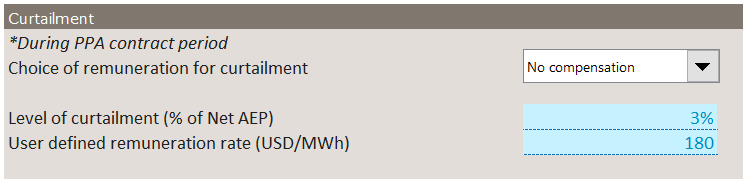 Curtailment
*During PPA contract period
Choice of remuneration for curtailment No compensation
Level of curtailment (% of Net AEP) 3%
User defined remuneration rate (USD/MWh) 180